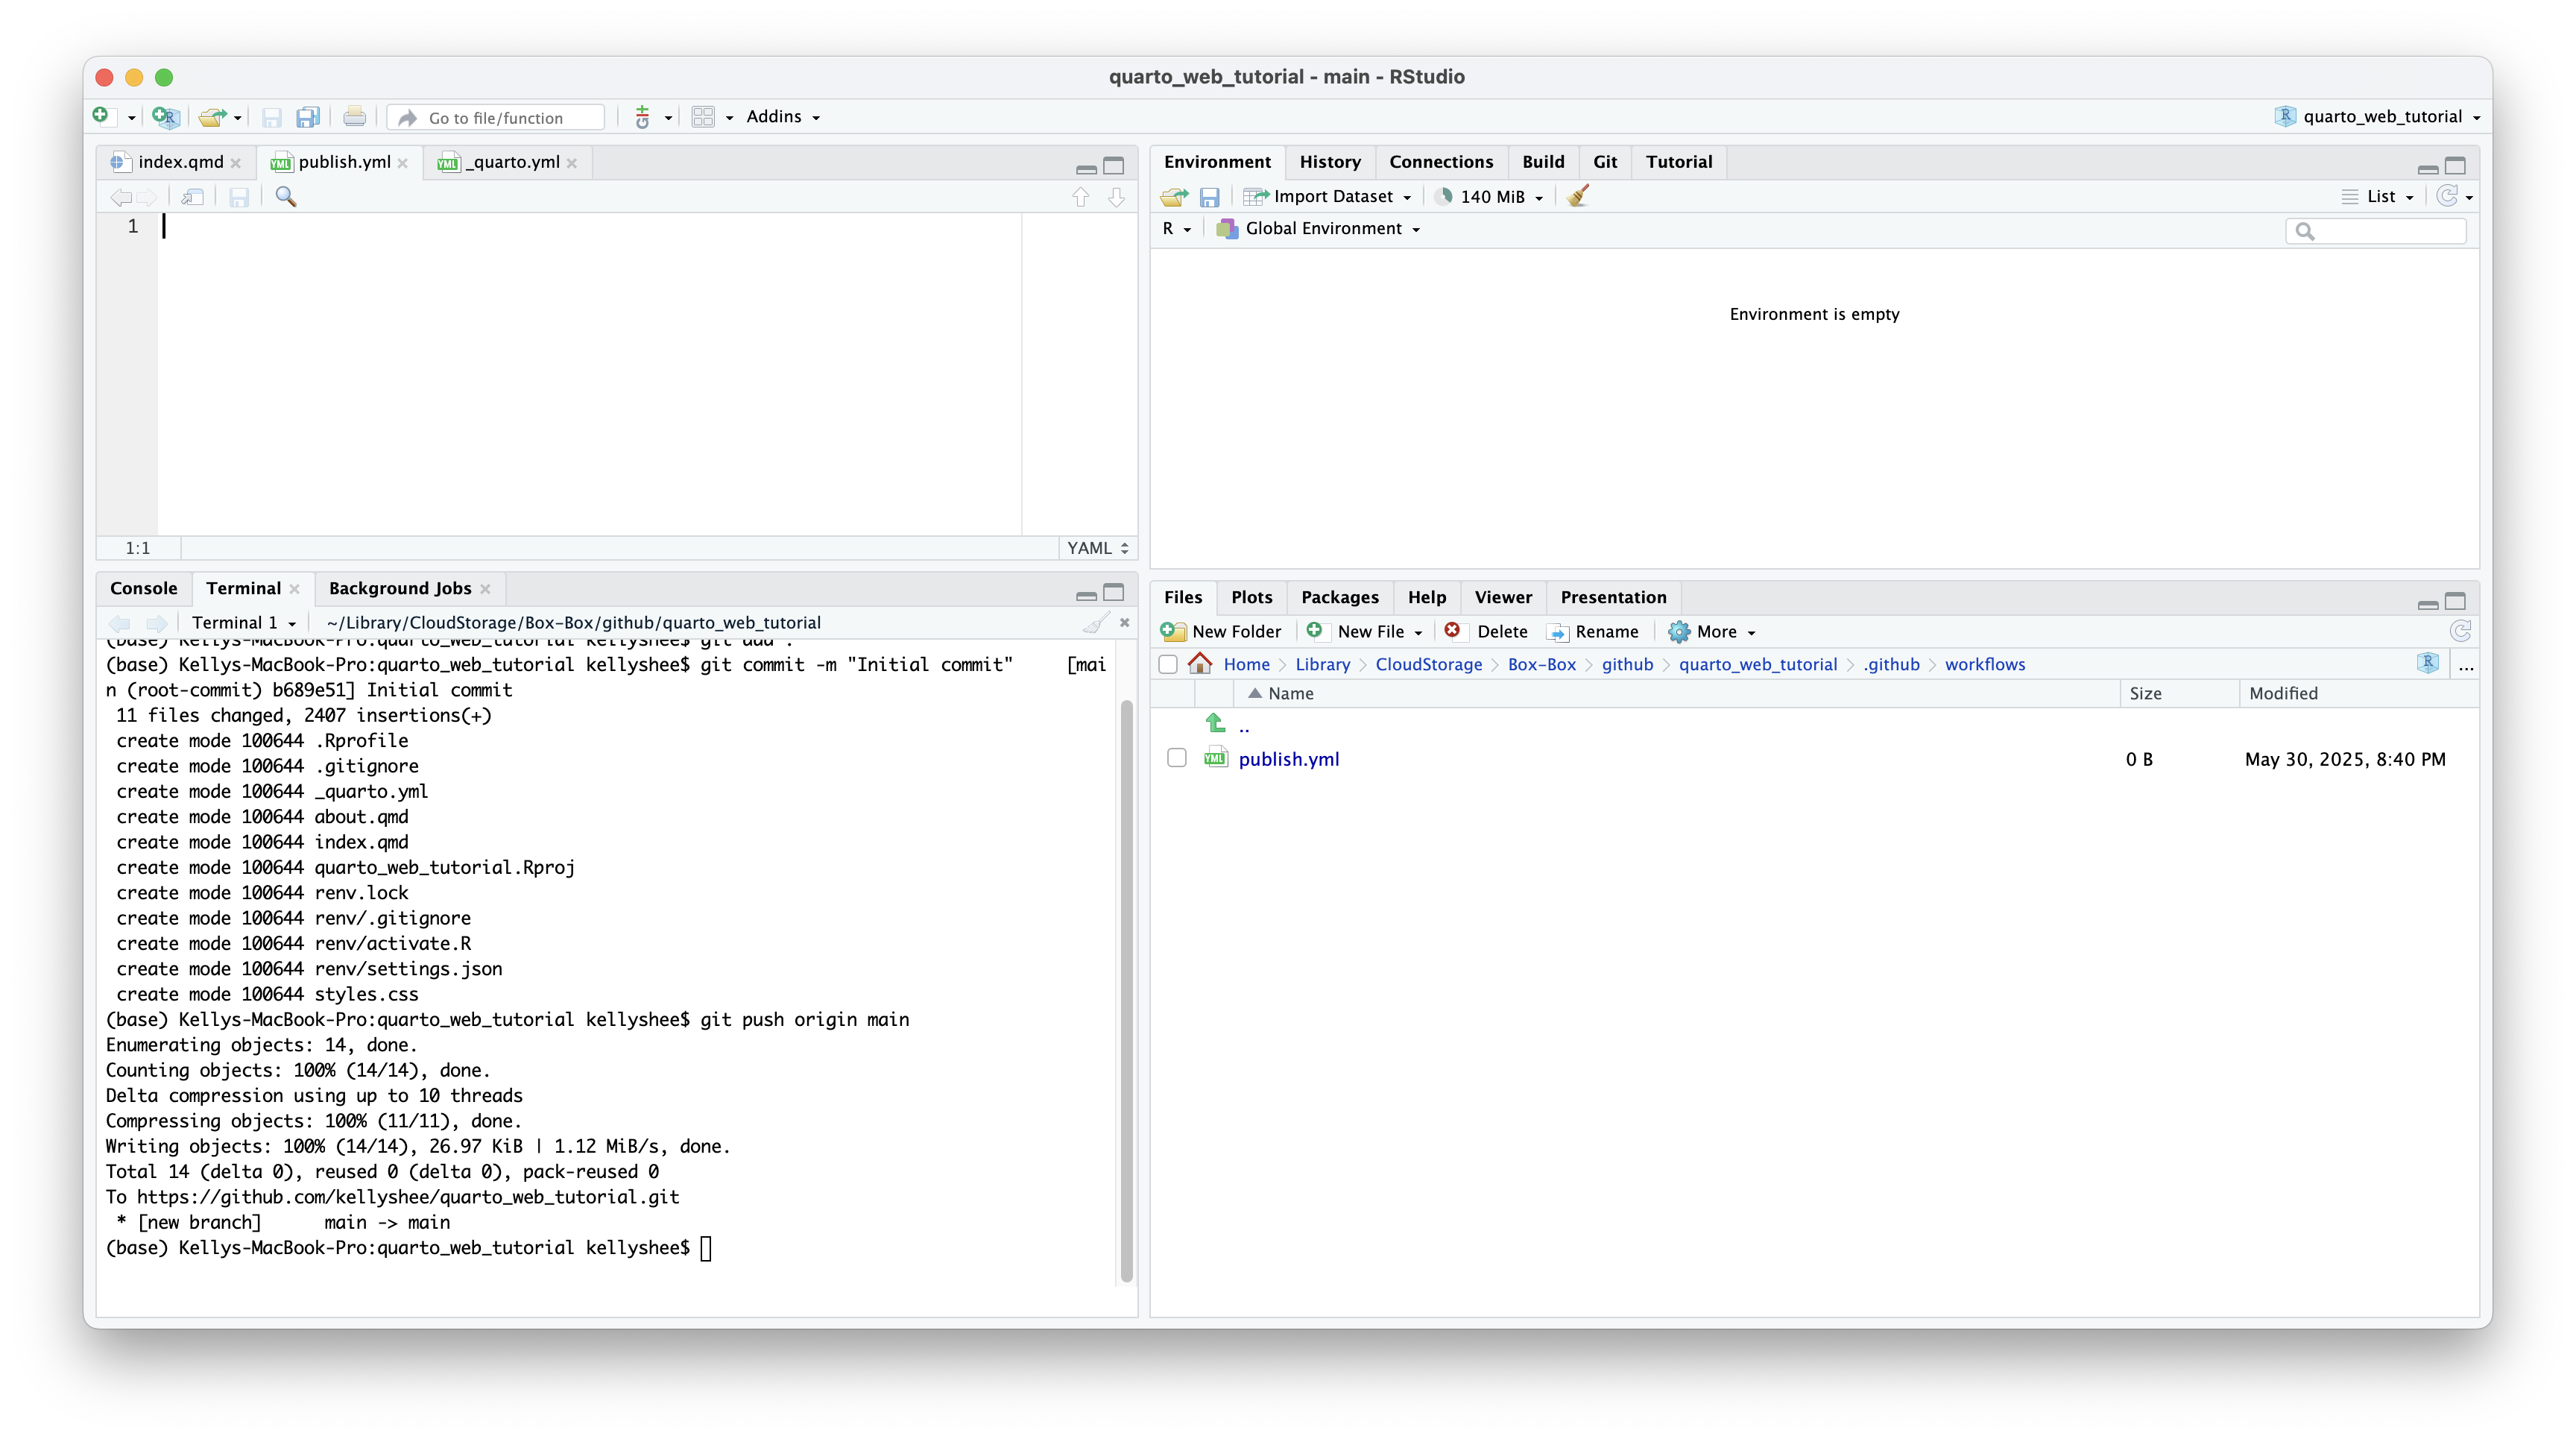 quarto_web_tutorial - main - RStudio
Go to file/function
Addins
quarto_web_tutorial
index.qmd
publish.yml
_quarto.yml
1
1:1
YAML
Environment
History
Connections
Build
Git
Tutorial
Import Dataset
140 MiB
List
R
Global Environment
Environment is empty
Console
Terminal
Background Jobs
Terminal 1
~/Library/CloudStorage/Box-Box/github/quarto_web_tutorial
(base) Kellys-MacBook-Pro:quarto_web_tutorial kellyshee$ git add .
(base) Kellys-MacBook-Pro:quarto_web_tutorial kellyshee$ git commit -m "Initial commit" [mai
n (root-commit) b689e51] Initial commit
11 files changed, 2407 insertions(+)
create mode 100644 .Rprofile
create mode 100644 .gitignore
create mode 100644 _quarto.yml
create mode 100644 about.qmd
create mode 100644 index.qmd
create mode 100644 quarto_web_tutorial.Rproj
create mode 100644 renv.lock
create mode 100644 renv/.gitignore
create mode 100644 renv/activate.R
create mode 100644 renv/settings.json
create mode 100644 styles.css
(base) Kellys-MacBook-Pro:quarto_web_tutorial kellyshee$ git push origin main
Enumerating objects: 14, done.
Counting objects: 100% (14/14), done.
Delta compression using up to 10 threads
Compressing objects: 100% (11/11), done.
Writing objects: 100% (14/14), 26.97 KiB | 1.12 MiB/s, done.
Total 14 (delta 0), reused 0 (delta 0), pack-reused 0
To https://github.com/kellyshee/quarto_web_tutorial.git
* [new branch] main -> main
(base) Kellys-MacBook-Pro:quarto_web_tutorial kellyshee$
Files
Plots
Packages
Help
Viewer
Presentation
New Folder
New File
Delete
Rename
More
Home > Library > CloudStorage > Box-Box > github > quarto_web_tutorial > .github > workflows
...
Name
Size
Modified
..
publish.yml
0 B
May 30, 2025, 8:40 PM